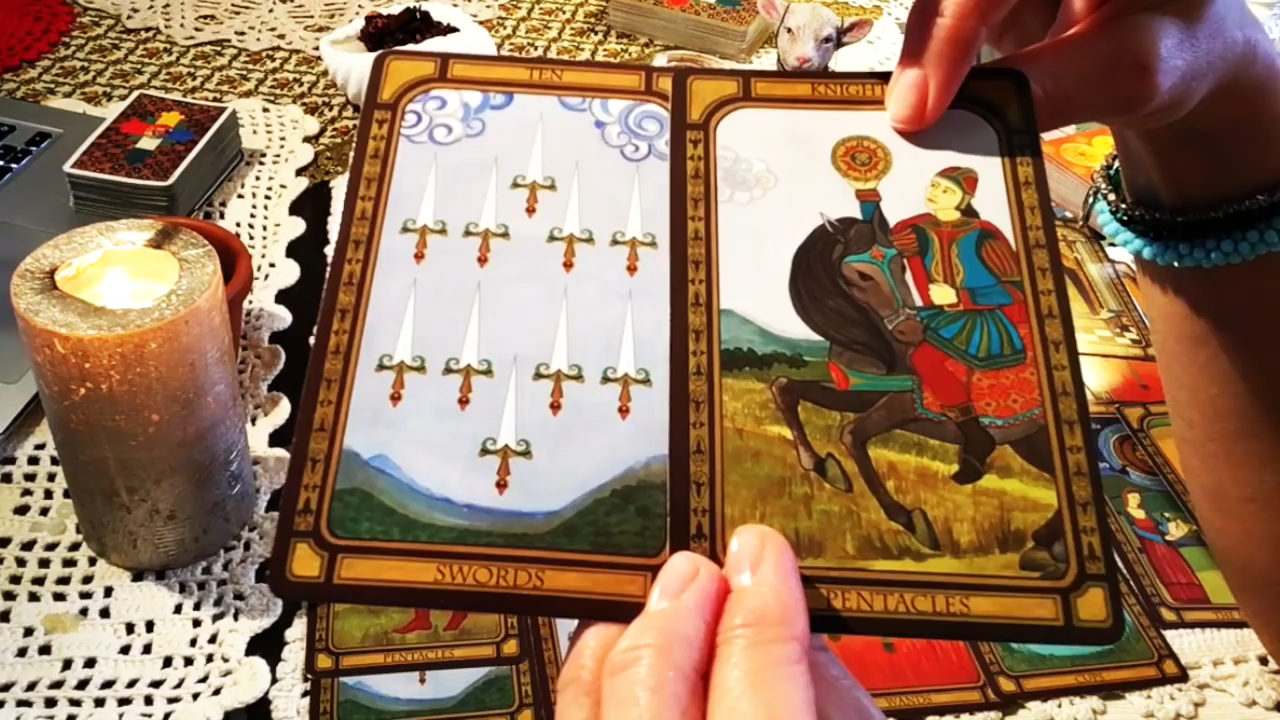 TEN
KNIGHT
SWORDS
PENTACLES
PENTACLES
WANDS
CUPS